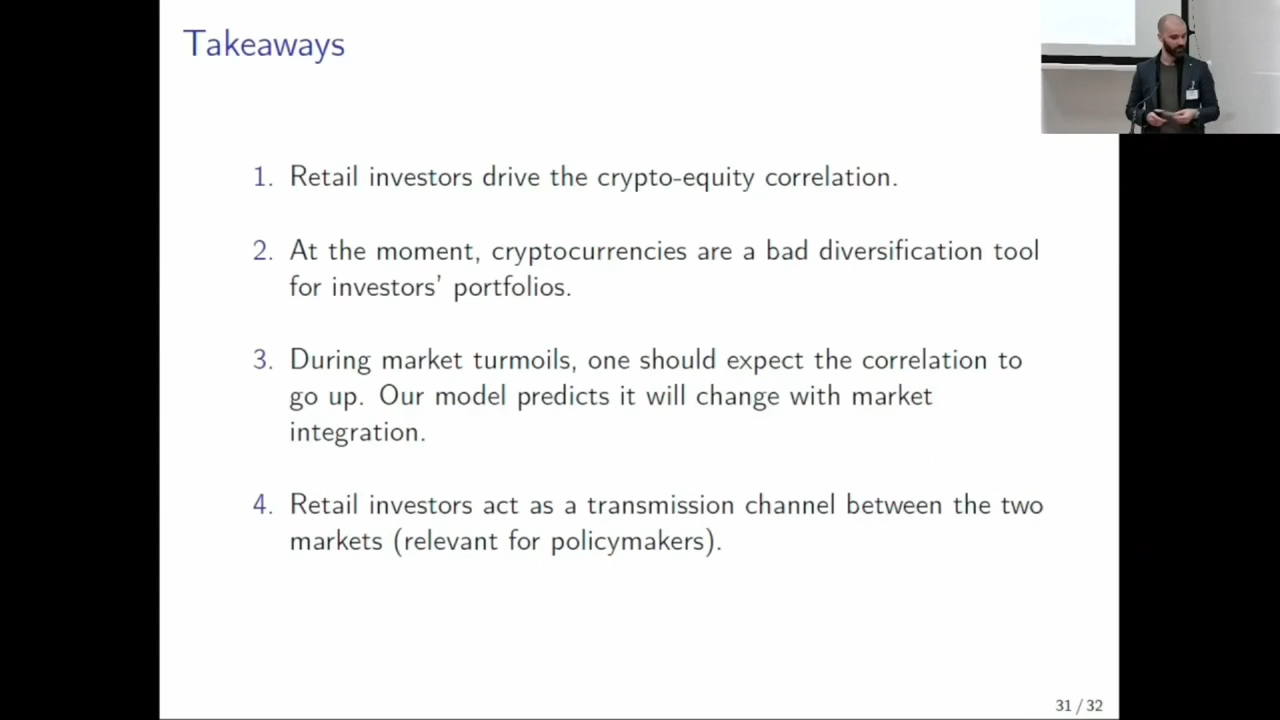 Takeaways
1. Retail investors drive the crypto-equity correlation.
2. At the moment, cryptocurrencies are a bad diversification tool
for investors' portfolios.
3. During market turmoils, one should expect the correlation to
go up. Our model predicts it will change with market
integration.
4. Retail investors act as a transmission channel between the two
markets (relevant for policymakers).
31 / 32